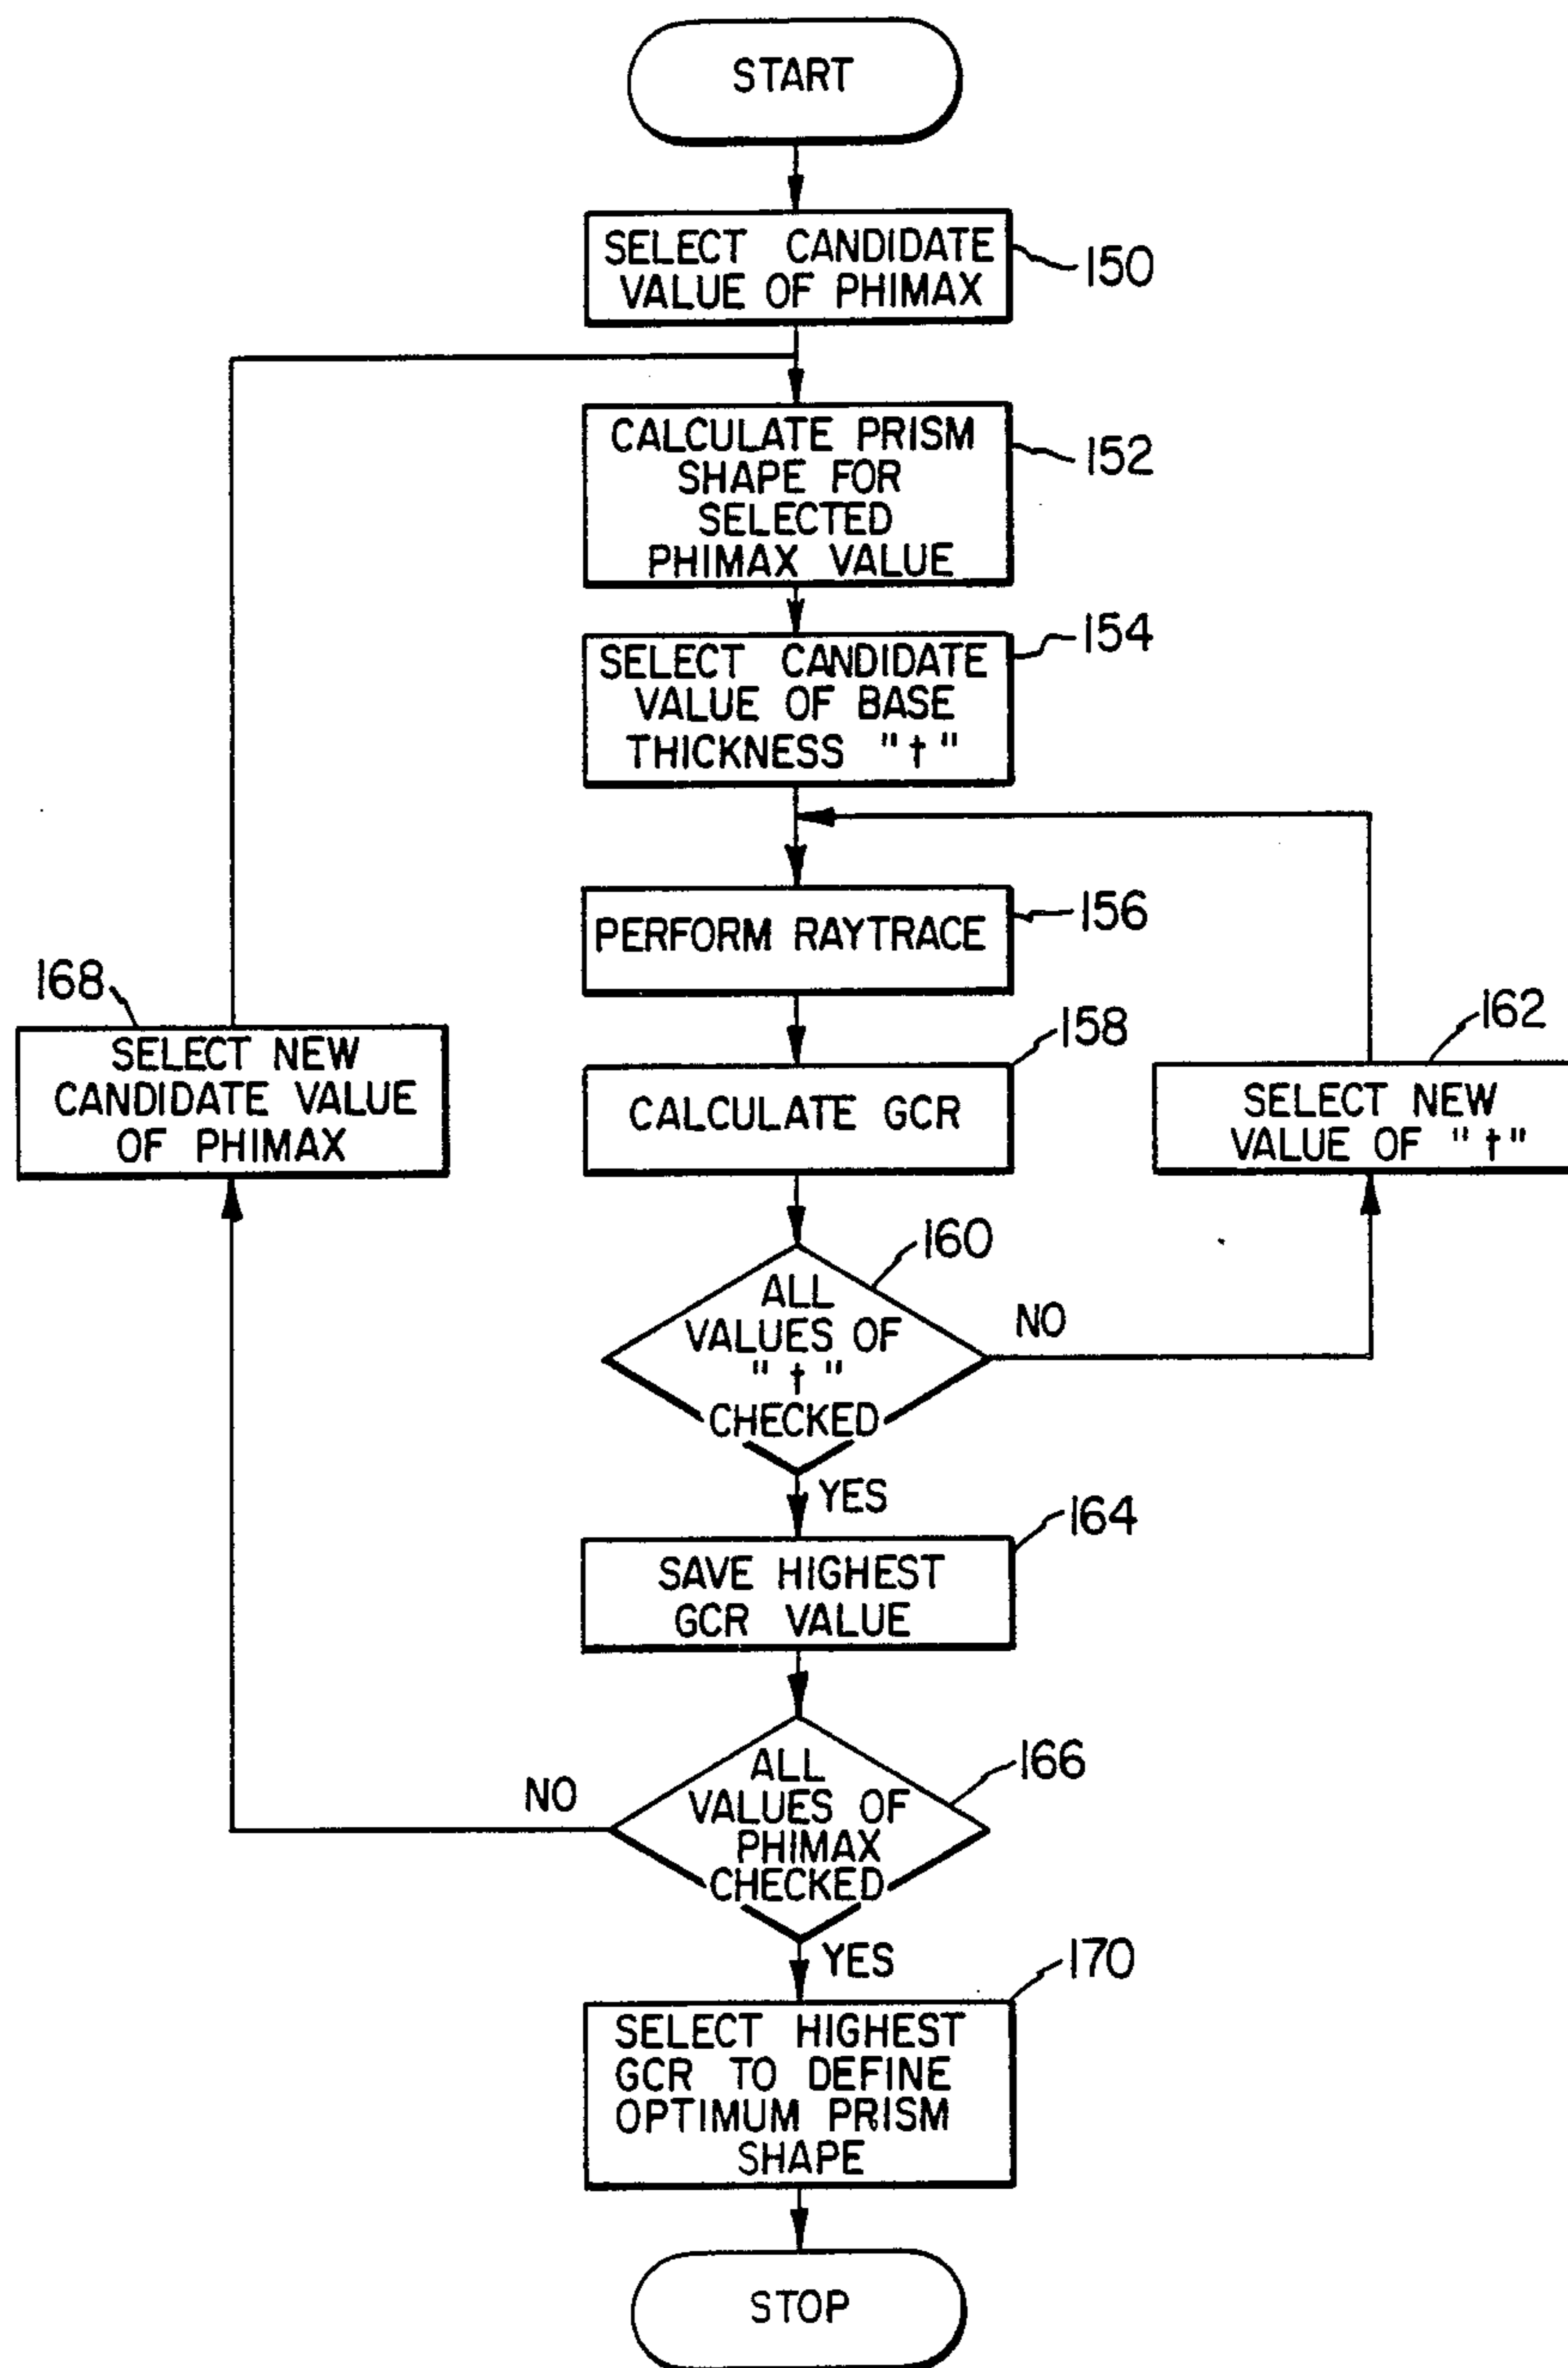 START
SELECT CANDIDATE
VALUE OF PHIMAX
150
CALCULATE PRISM
SHAPE FOR
SELECTED
PHIMAX VALUE
152
SELECT CANDIDATE
VALUE OF BASE
THICKNESS "t"
154
PERFORM RAYTRACE
156
CALCULATE GCR
158
ALL
VALUES OF
"t"
CHECKED
160
NO
SELECT NEW
VALUE OF "t"
162
YES
SAVE HIGHEST
GCR VALUE
164
ALL
VALUES OF
PHIMAX
CHECKED
166
NO
168
SELECT NEW
CANDIDATE VALUE
OF PHIMAX
YES
SELECT HIGHEST
GCR TO DEFINE
OPTIMUM PRISM
SHAPE
170
STOP